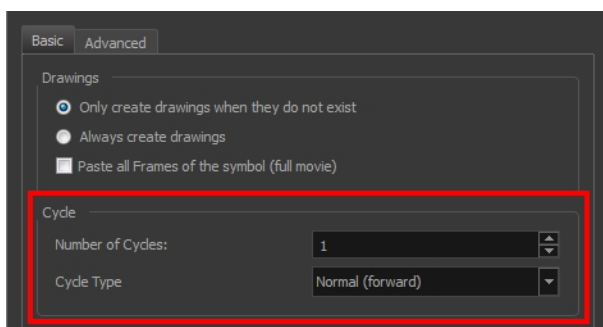 Basic Advanced
Drawings
Only create drawings when they do not exist
Always create drawings
Paste all Frames of the symbol (full movie)
Cycle
Number of Cycles: 1
Cycle Type Normal (forward)